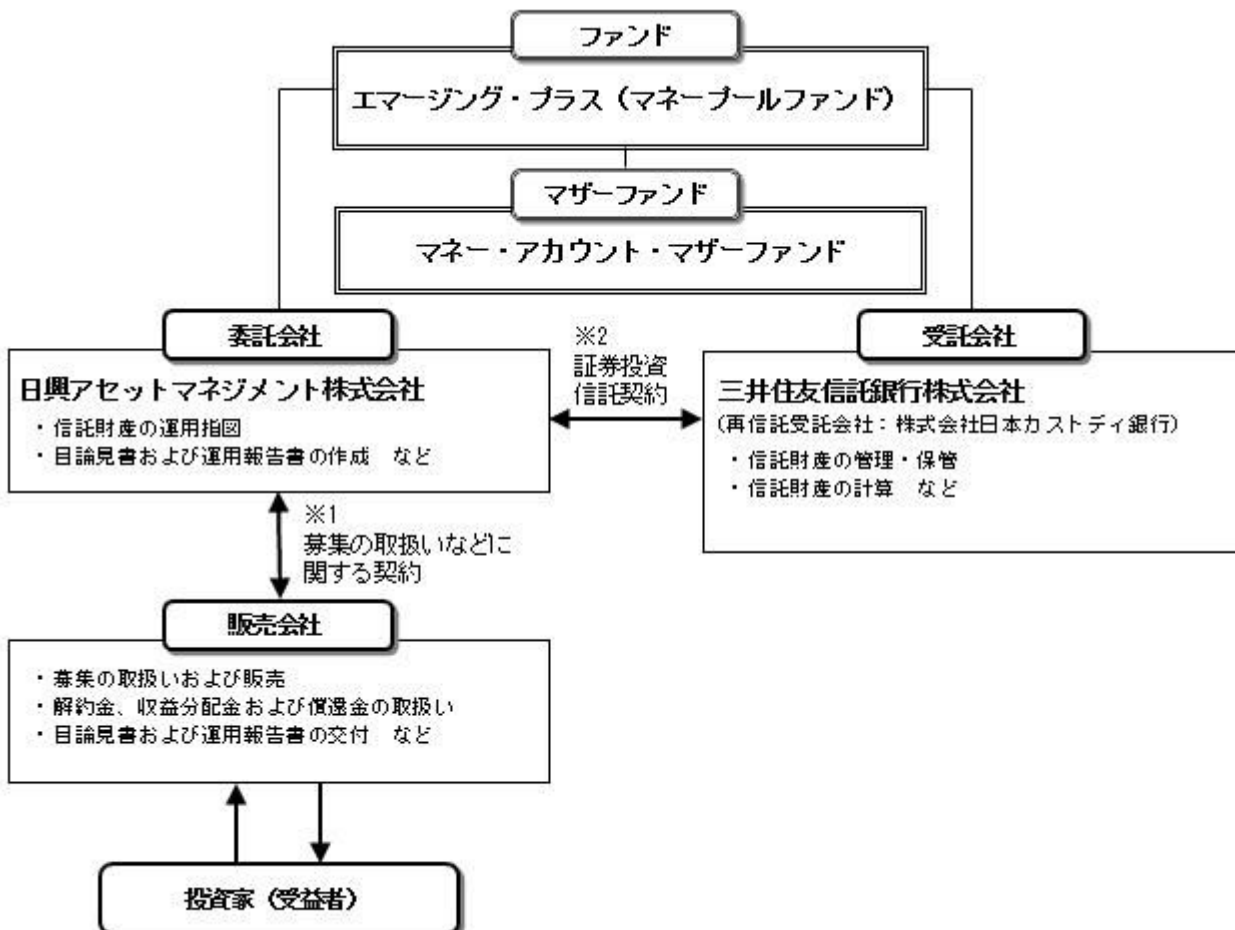 ファンド
エマージング・プラス（マネープールファンド）
マザーファンド
マネー・アカウント・マザーファンド
委託会社
日興アセットマネジメント株式会社
・信託財産の運用指図
・目論見書および運用報告書の作成　など
※2
証券投資
信託契約
受託会社
三井住友信託銀行株式会社
(再信託受託会社：株式会社日本カストディ銀行)
・信託財産の管理・保管
・信託財産の計算　など
※1
募集の取扱いなどに
関する契約
販売会社
・募集の取扱いおよび販売
・解約金、収益分配金および償還金の取扱い
・目論見書および運用報告書の交付　など
投資家（受益者）